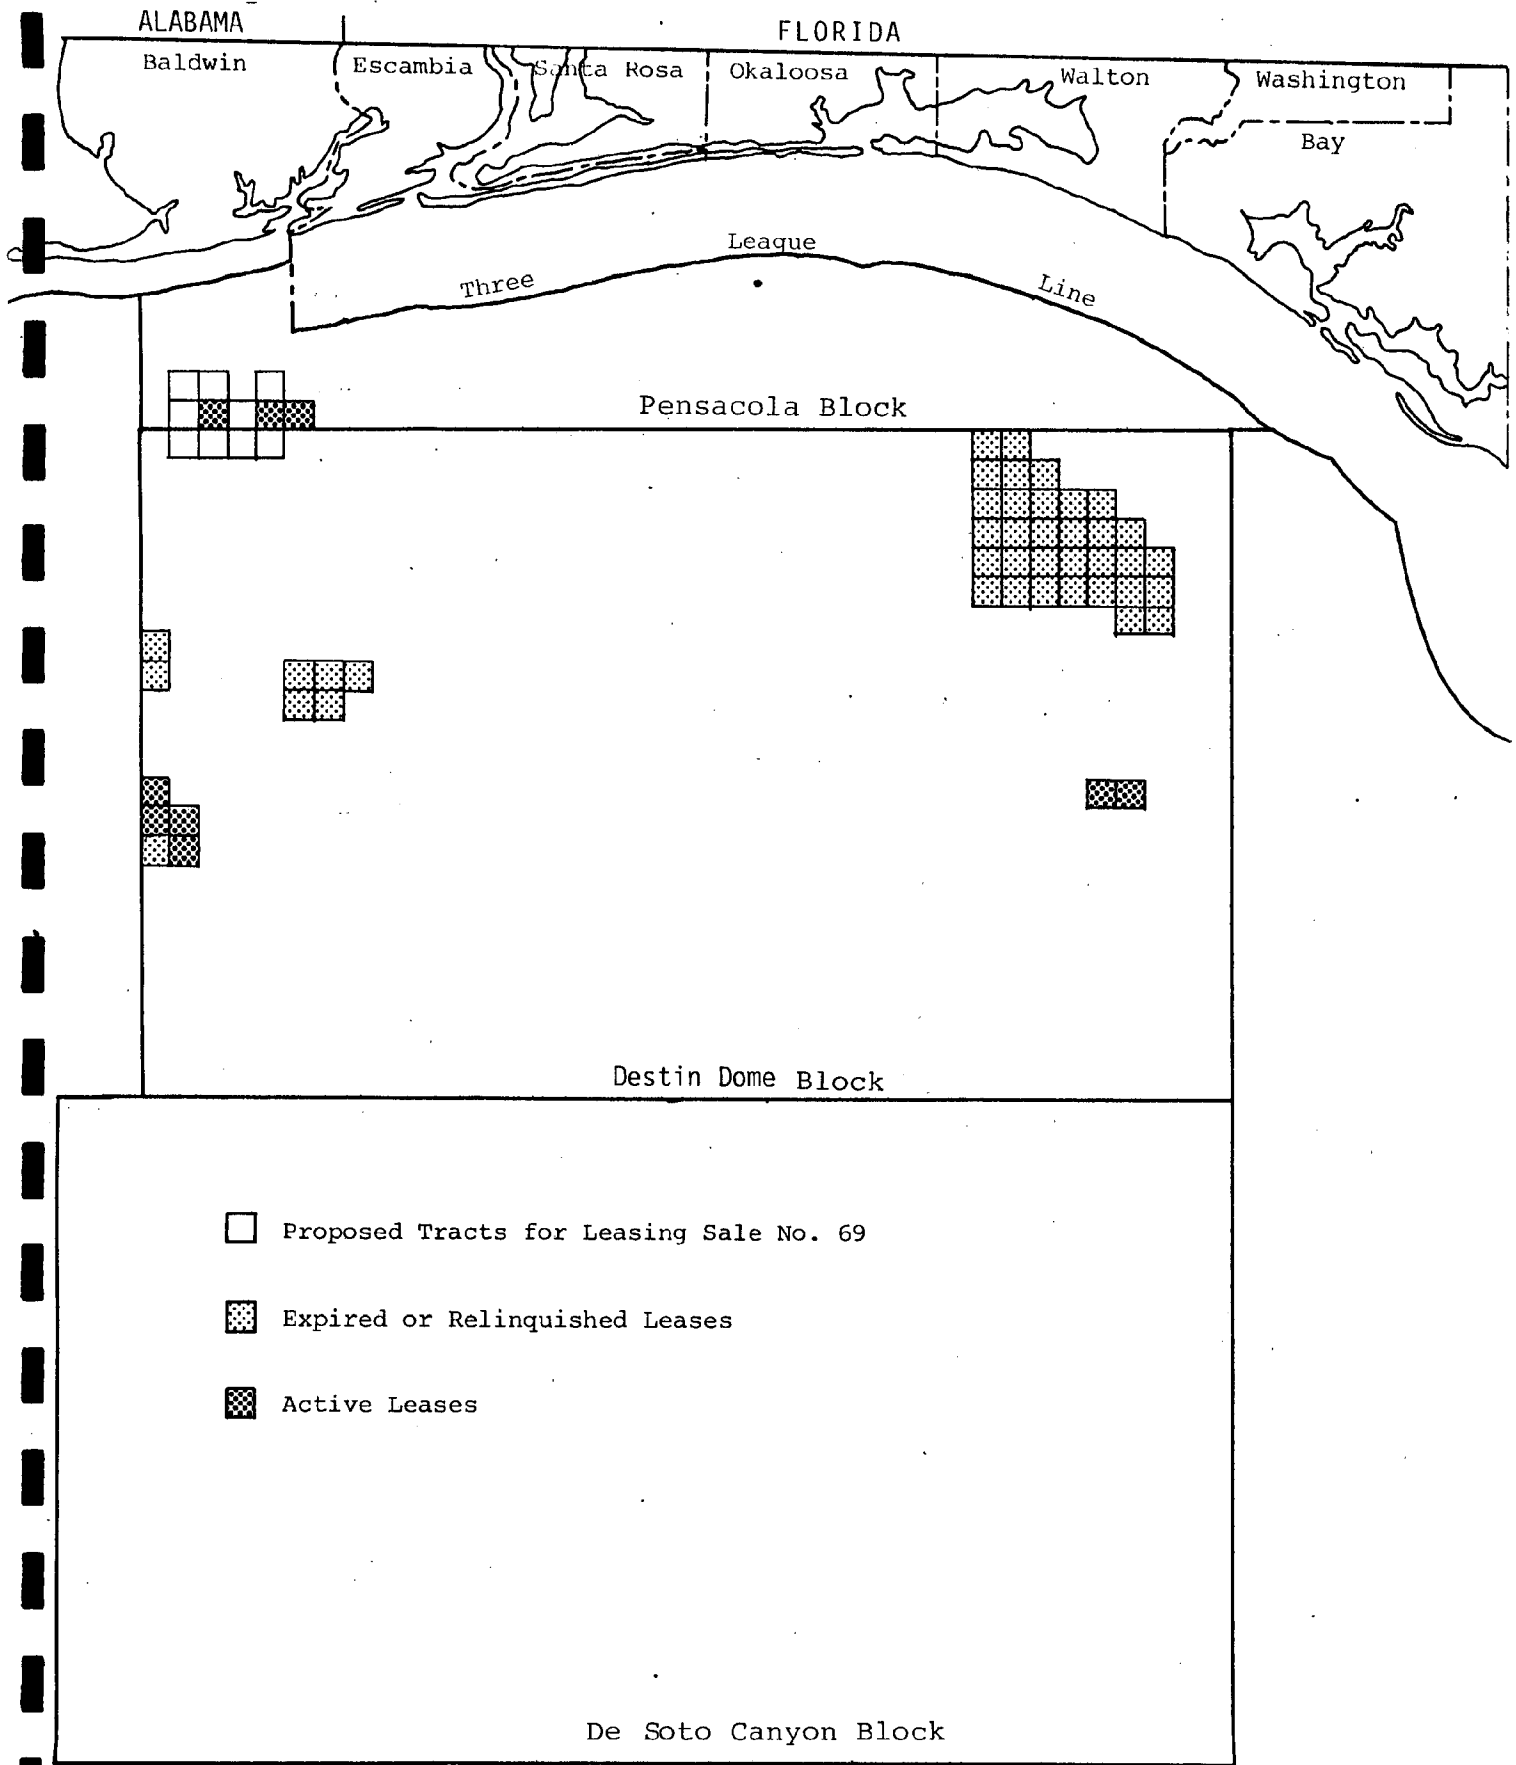 ALABAMA
FLORIDA
Baldwin
Escambia
Santa Rosa
Okaloosa
Walton
Washington
Bay
Three League Line
Pensacola Block
Destin Dome Block
Proposed Tracts for Leasing Sale No. 69
Expired or Relinquished Leases
Active Leases
De Soto Canyon Block